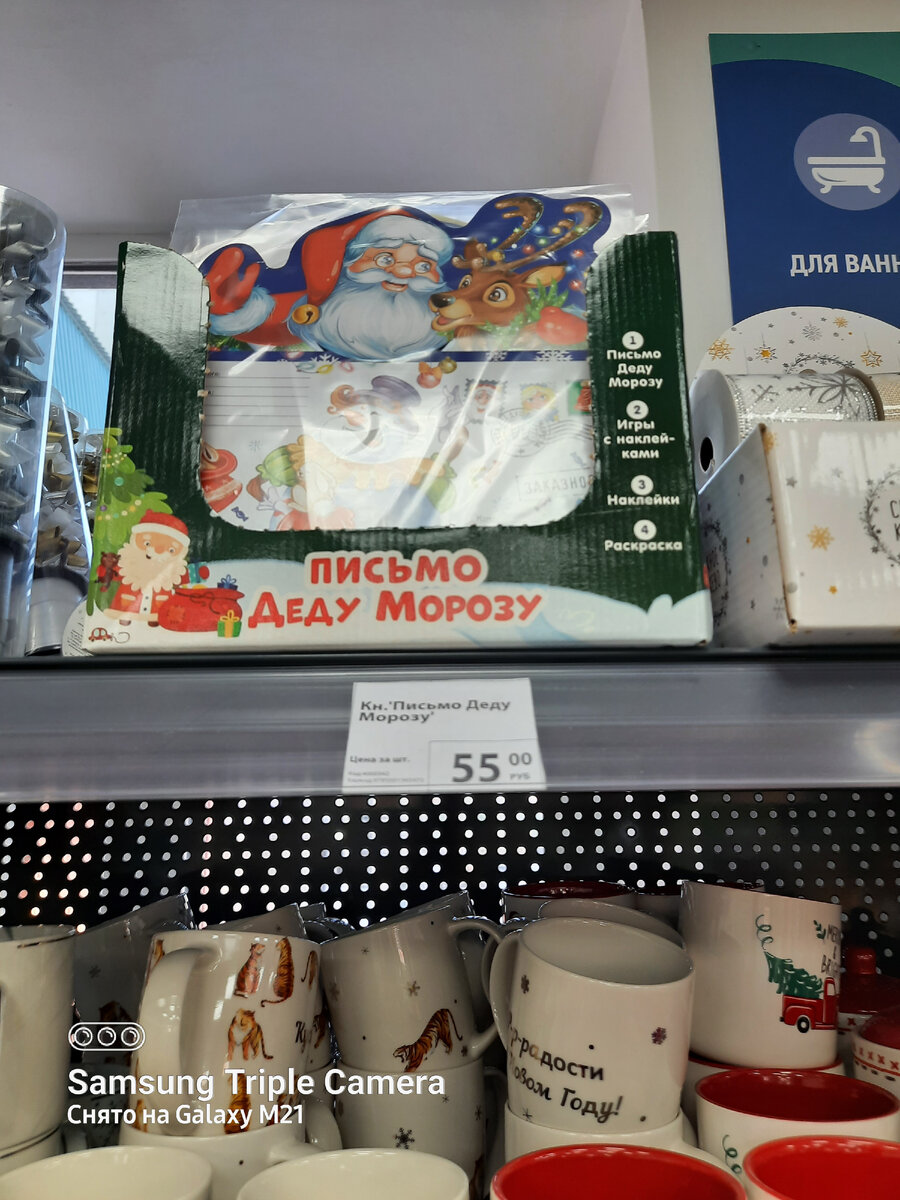 ДЛЯ ВАНН
1
Письмо
Деду
Морозу
2
Игры
с наклей-
ками
3
Наклейки
4
Раскраска
ПИСЬМО
ДЕДУ МОРОЗУ
Кн.'Письмо Деду
Морозу'
Цена за шт.
55 00
РУБ
р-радости
Новом Году!
Samsung Triple Camera
Снято на Galaxy M21